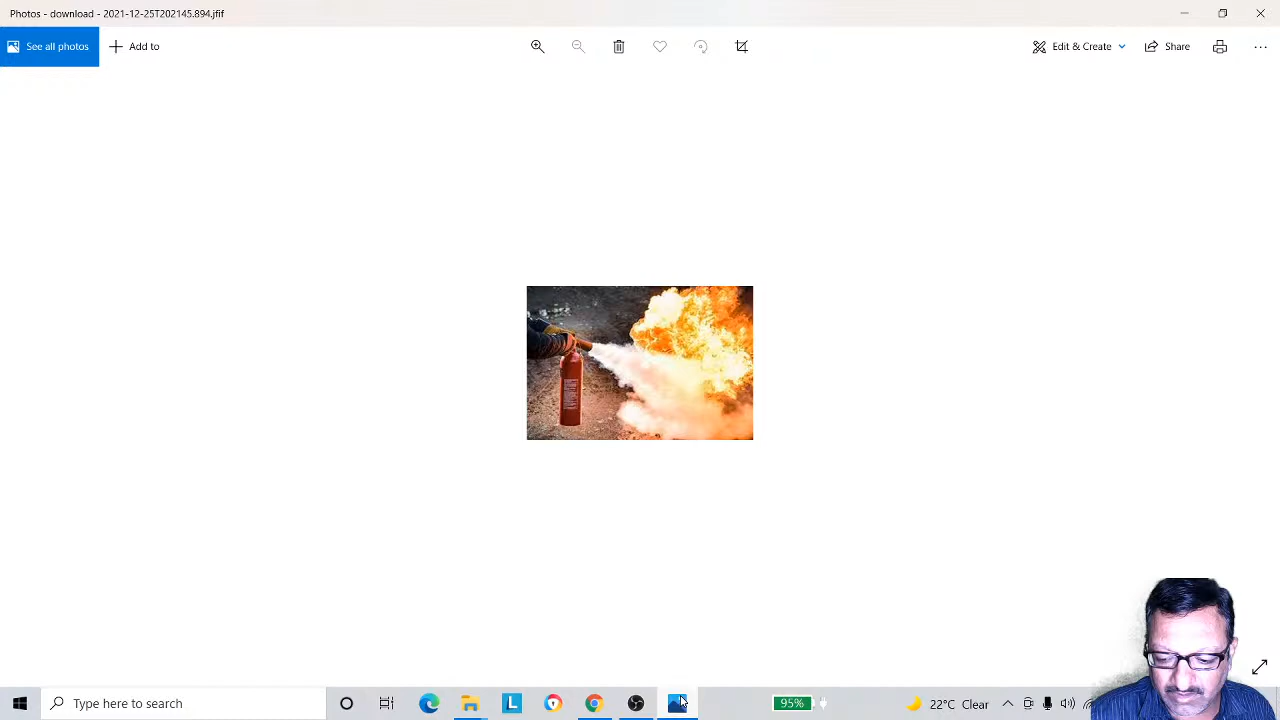 Photos - download - 2021-12-25T202145.894.jfif
See all photos
Add to
Edit & Create
Share
Type here to search
L
95%
22°C Clear